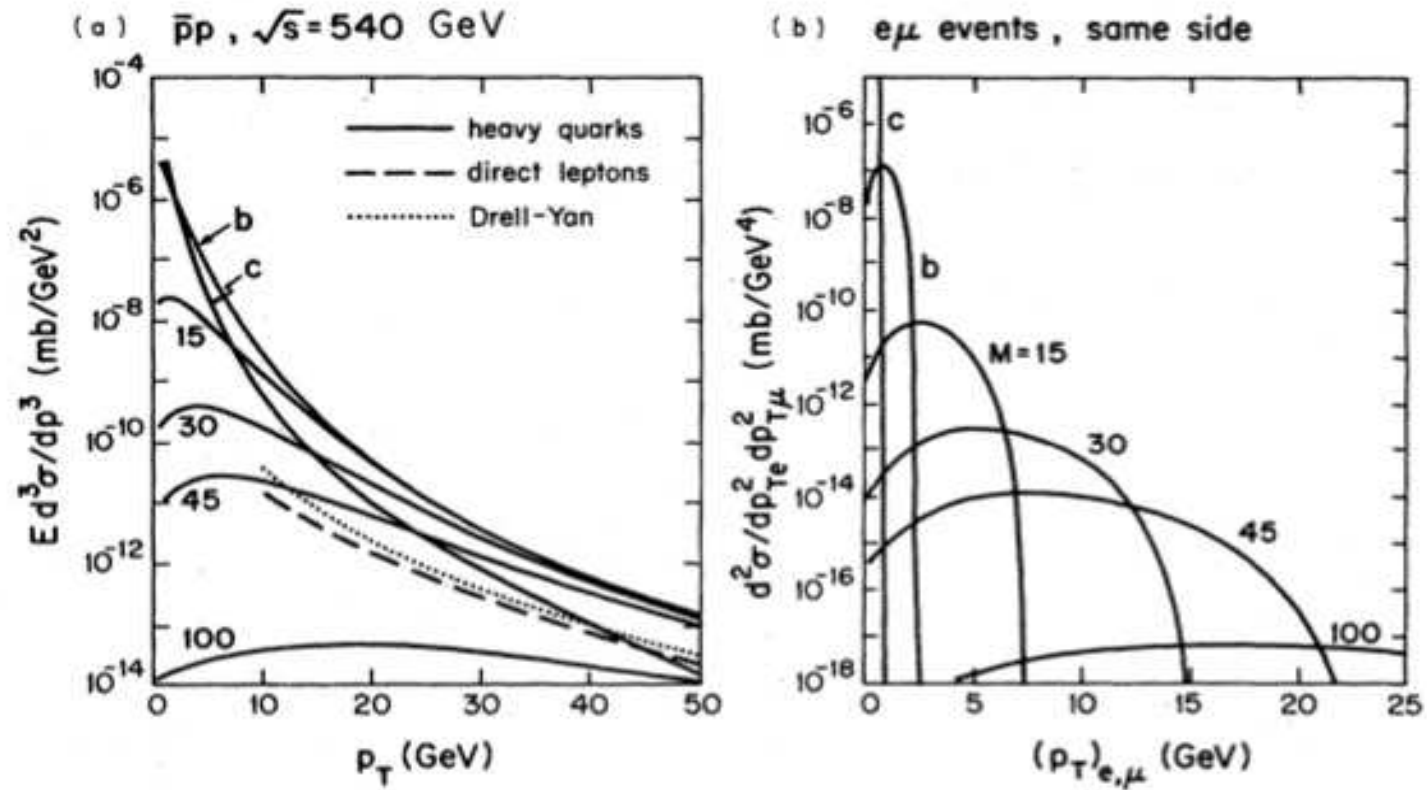 (a) p̄p , √s = 540 GeV
10⁻⁴
10⁻⁶
10⁻⁸
10⁻¹⁰
10⁻¹²
10⁻¹⁴
E d³σ/dp³ (mb/GeV²)
heavy quarks
direct leptons
Drell-Yan
b
c
15
30
45
100
0 10 20 30 40 50
p_T (GeV)
(b) eμ events , same side
10⁻⁶
10⁻⁸
10⁻¹⁰
10⁻¹²
10⁻¹⁴
10⁻¹⁶
10⁻¹⁸
d²σ/dp²_Te dp²_Tμ (mb/GeV⁴)
c
b
M = 15
30
45
100
0 5 10 15 20 25
(p_T)e,μ (GeV)